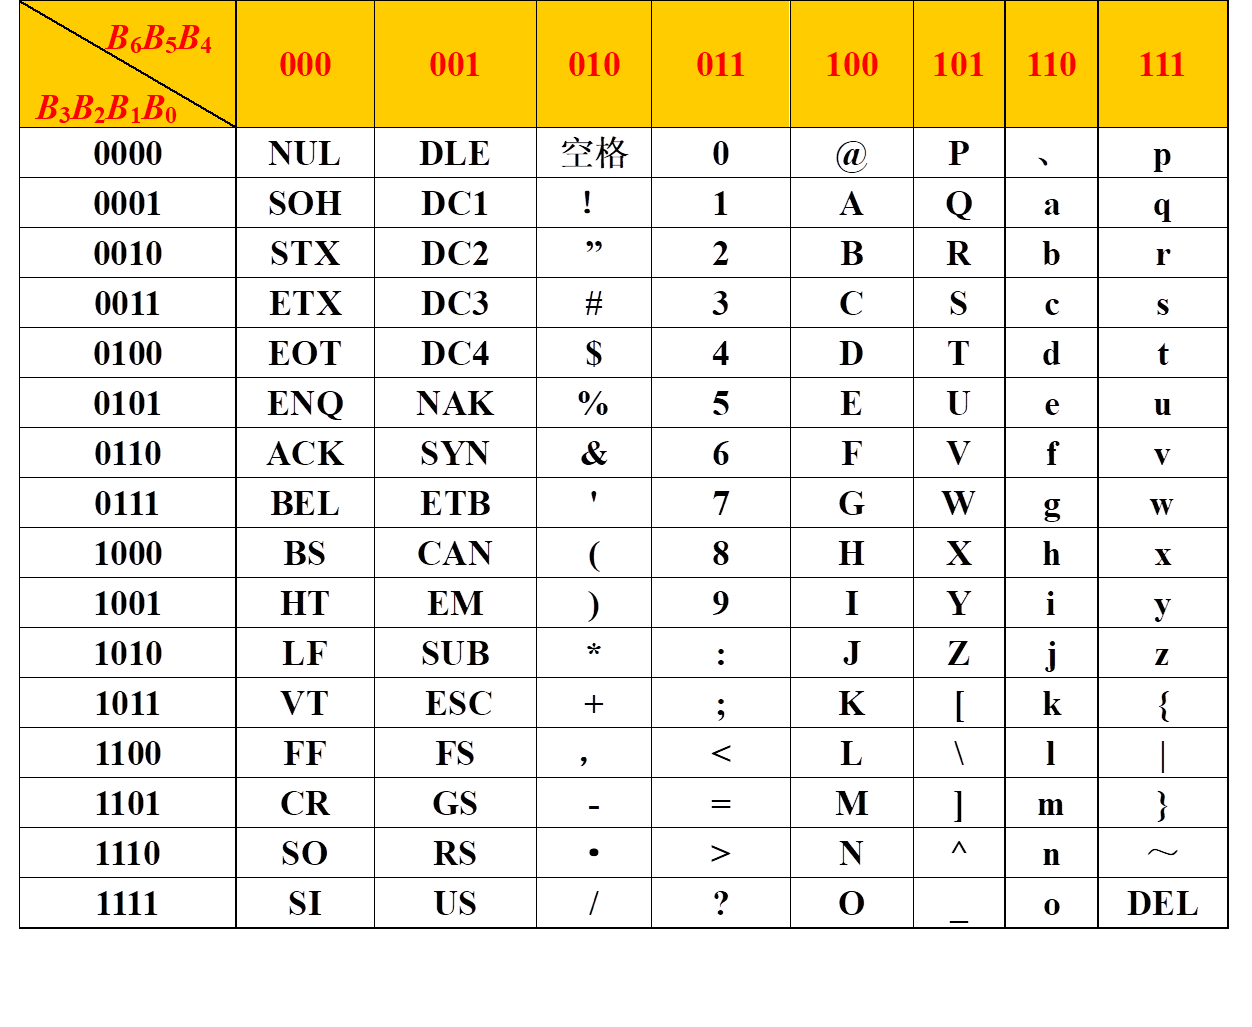 B6B5B4 000 001 010 011 100 101 110 111
B3B2B1B0
0000 NUL DLE 空格 0 @ P 、 p
0001 SOH DC1 ! 1 A Q a q
0010 STX DC2 ” 2 B R b r
0011 ETX DC3 # 3 C S c s
0100 EOT DC4 $ 4 D T d t
0101 ENQ NAK % 5 E U e u
0110 ACK SYN & 6 F V f v
0111 BEL ETB ' 7 G W g w
1000 BS CAN ( 8 H X h x
1001 HT EM ) 9 I Y i y
1010 LF SUB * : J Z j z
1011 VT ESC + ; K [ k {
1100 FF FS , < L \ l |
1101 CR GS - = M ] m }
1110 SO RS • > N ^ n ～
1111 SI US / ? O _ o DEL